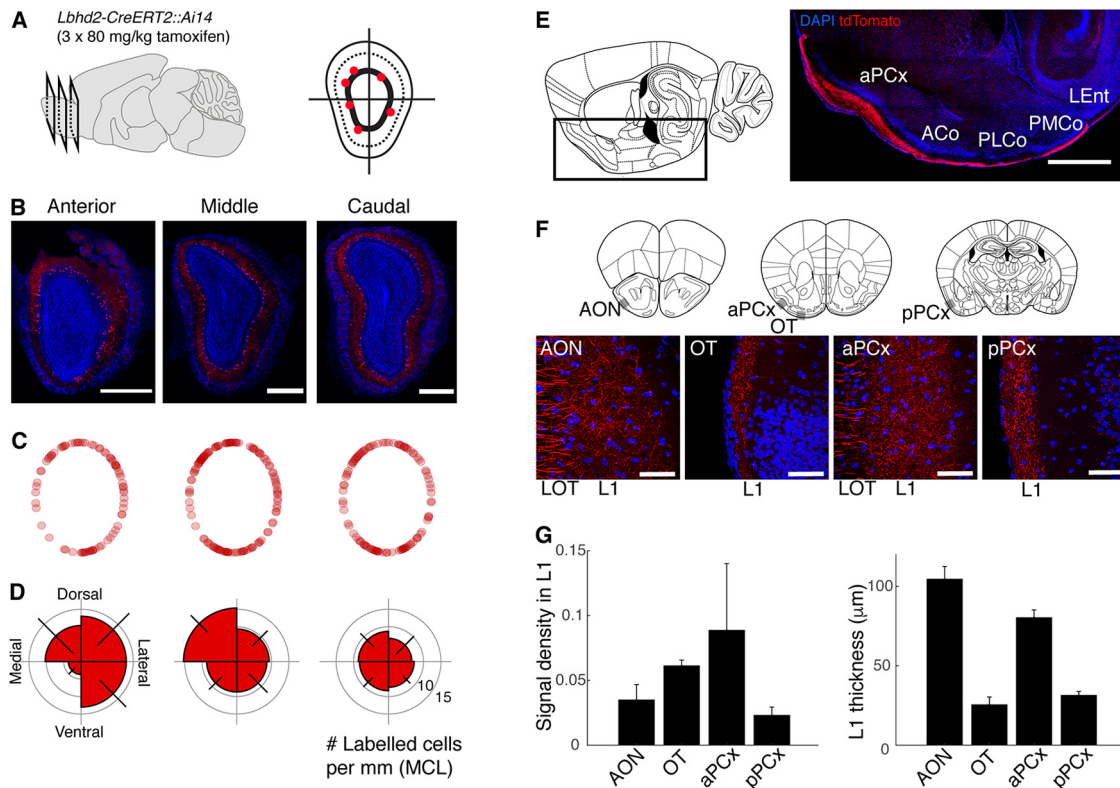 A
Lbhd2-CreERT2::Ai14
(3 x 80 mg/kg tamoxifen)
B
Anterior
Middle
Caudal
C
D
Dorsal
Medial
Lateral
Ventral
10
15
# Labelled cells
per mm (MCL)
E
DAPI tdTomato
aPCx
LEnt
PMCo
ACo
PLCo
F
AON
aPCx
OT
pPCx
AON
OT
aPCx
pPCx
LOT
L1
L1
LOT
L1
L1
G
Signal density in L1
0.15
0.1
0.05
0
AON
OT
aPCx
pPCx
L1 thickness (μm)
100
50
0
AON
OT
aPCx
pPCx